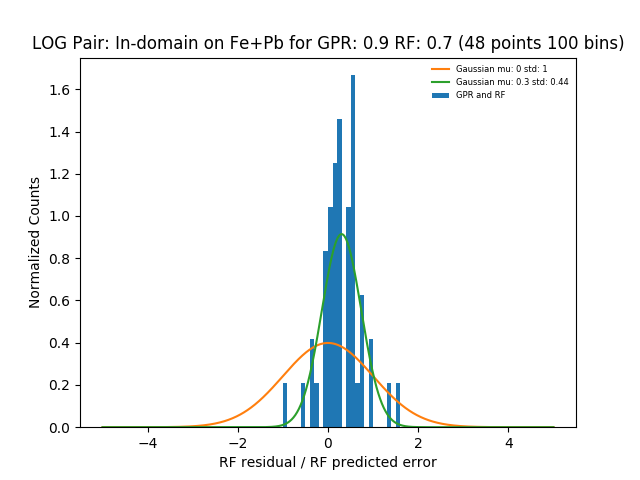 LOG Pair: In-domain on Fe+Pb for GPR: 0.9 RF: 0.7 (48 points 100 bins)
Gaussian mu: 0 std: 1
Gaussian mu: 0.3 std: 0.44
GPR and RF
Normalized Counts
1.6
1.4
1.2
1.0
0.8
0.6
0.4
0.2
0.0
−4 −2 0 2 4
RF residual / RF predicted error